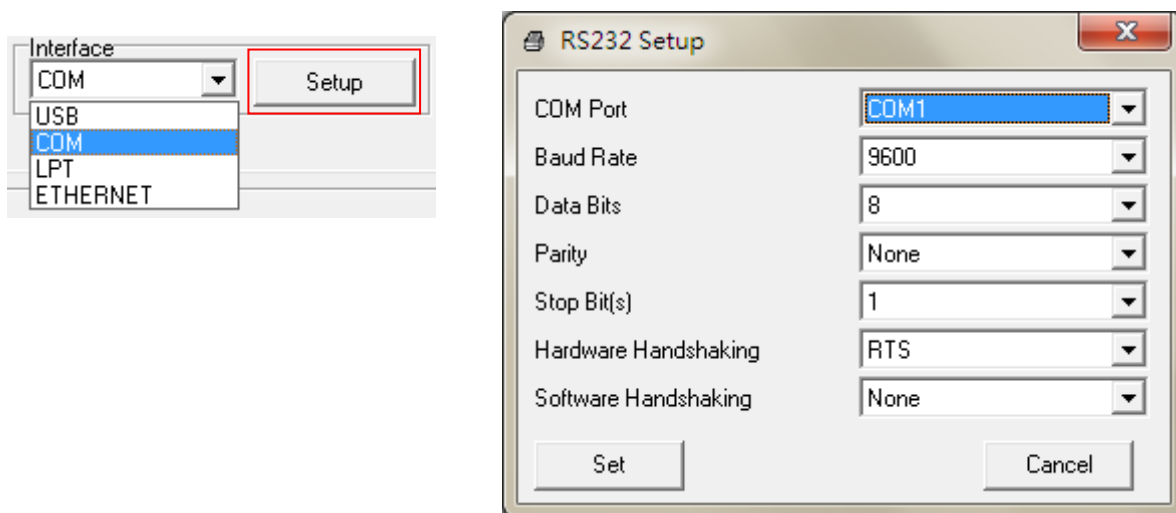 Interface
COM
Setup
USB
COM
LPT
ETHERNET
RS232 Setup
COM Port
COM1
Baud Rate
9600
Data Bits
8
Parity
None
Stop Bit(s)
1
Hardware Handshaking
RTS
Software Handshaking
None
Set
Cancel